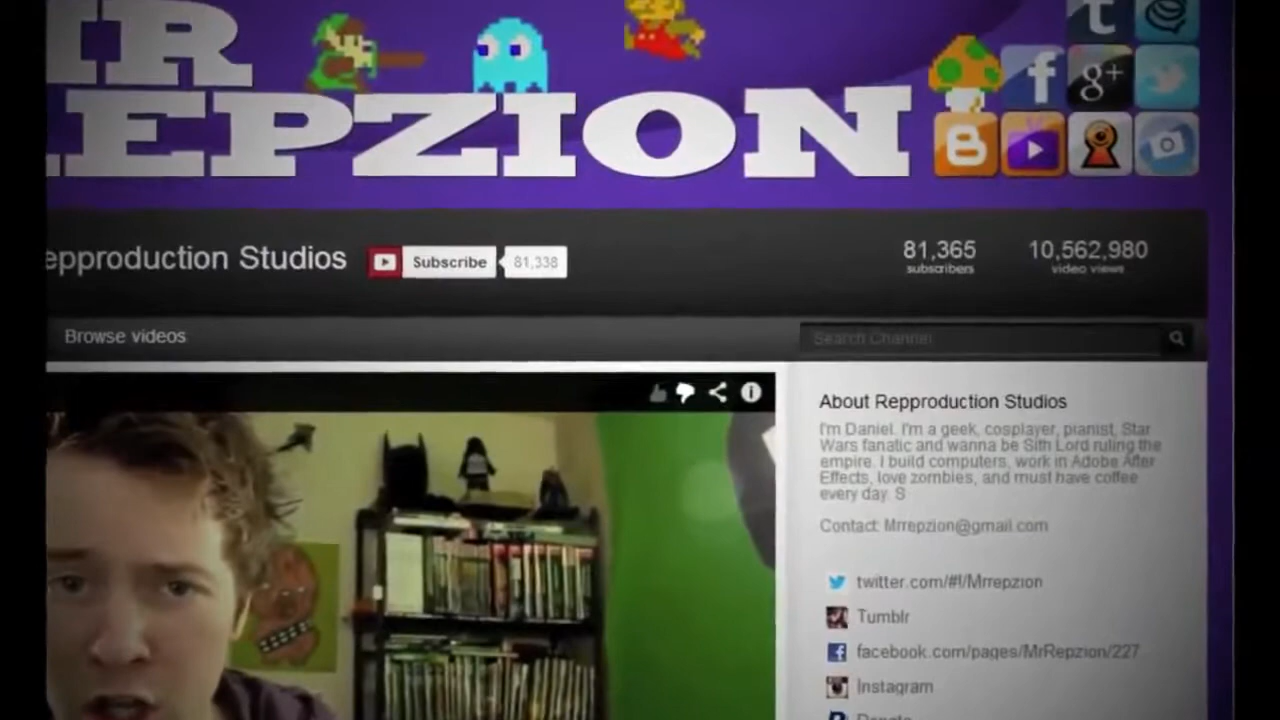 IR
EPZION
epproduction Studios
Subscribe
81,338
81,365
subscribers
10,562,980
video views
Browse videos
Search Channel
About Repproduction Studios
I'm Daniel. I'm a geek, cosplayer, pianist, Star
Wars fanatic and wanna be Sith Lord ruling the
empire. I build computers, work in Adobe After
Effects, love zombies, and must have coffee
every day. S
Contact: Mrrepzion@gmail.com
twitter.com/#!/Mrrepzion
Tumblr
facebook.com/pages/MrRepzion/227
Instagram